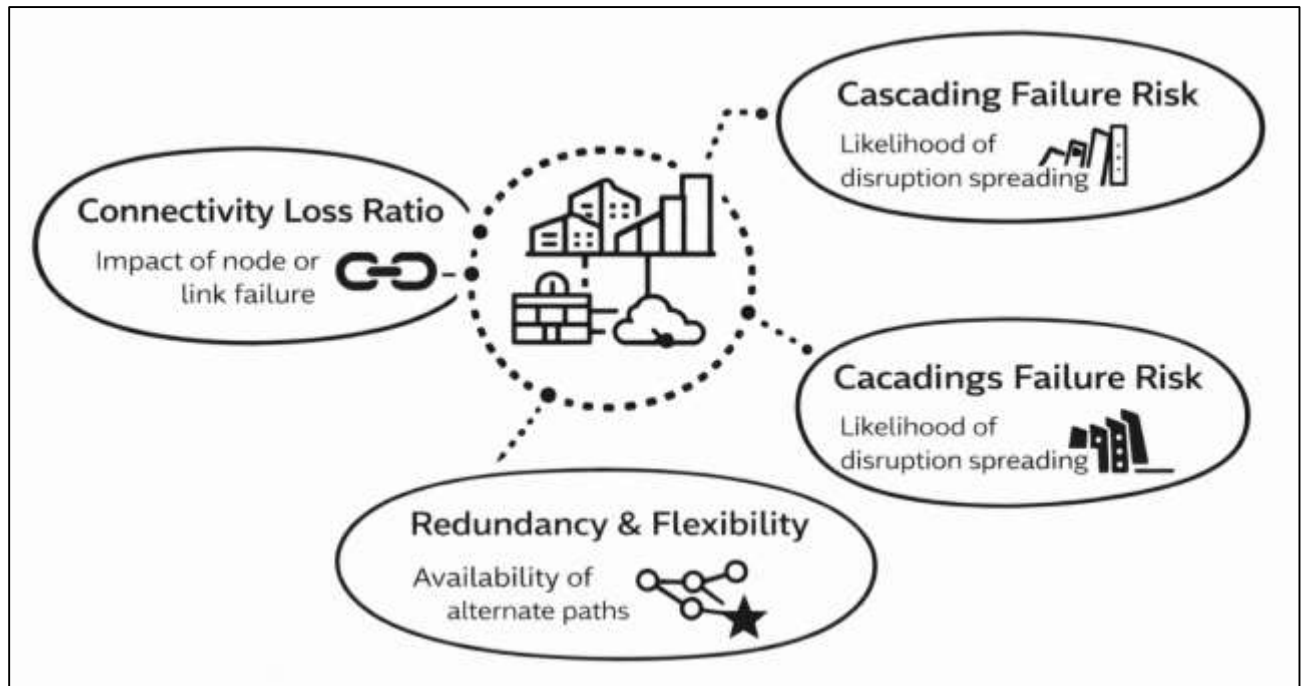 Cascading Failure Risk
Likelihood of
disruption spreading
Connectivity Loss Ratio
Impact of node or
link failure
Cacadings Failure Risk
Likelihood of
disruption spreading
Redundancy & Flexibility
Availability of
alternate paths